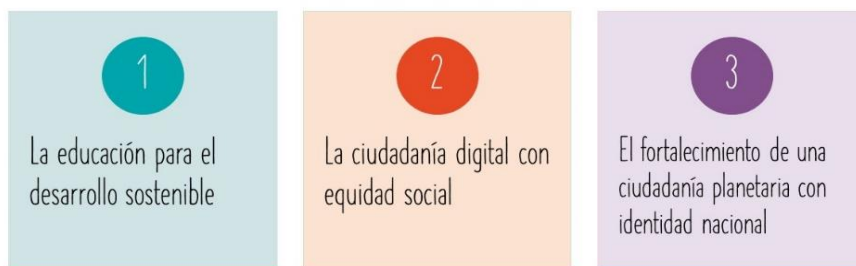 1
La educación para el
desarrollo sostenible
2
La ciudadanía digital con
equidad social
3
El fortalecimiento de una
ciudadanía planetaria con
identidad nacional